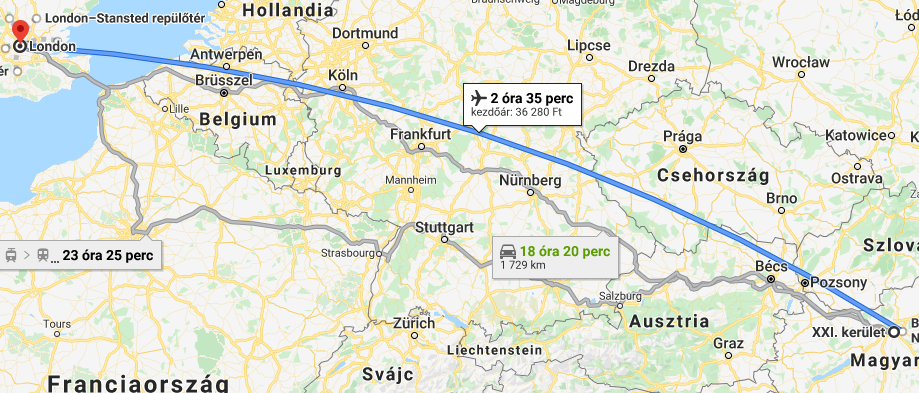 Braunschweig
Magdeburg
London–Stansted repülőtér
Hollandia
London
Dortmund
Antwerpen
Lipcse
Wrocław
Drezda
Köln
Brüsszel
2 óra 35 perc
kezdőár: 36 280 Ft
Lille
Belgium
Frankfurt
Prága
Katowice
Luxemburg
Csehország
Ostrava
Mannheim
Nürnberg
Brno
Stuttgart
23 óra 25 perc
Strasbourg
18 óra 20 perc
1 729 km
Bécs
Pozsony
Salzburg
Tours
Zürich
Ausztria
XXI. kerület
Liechtenstein
Graz
Magyar
Svájc
Franciaország